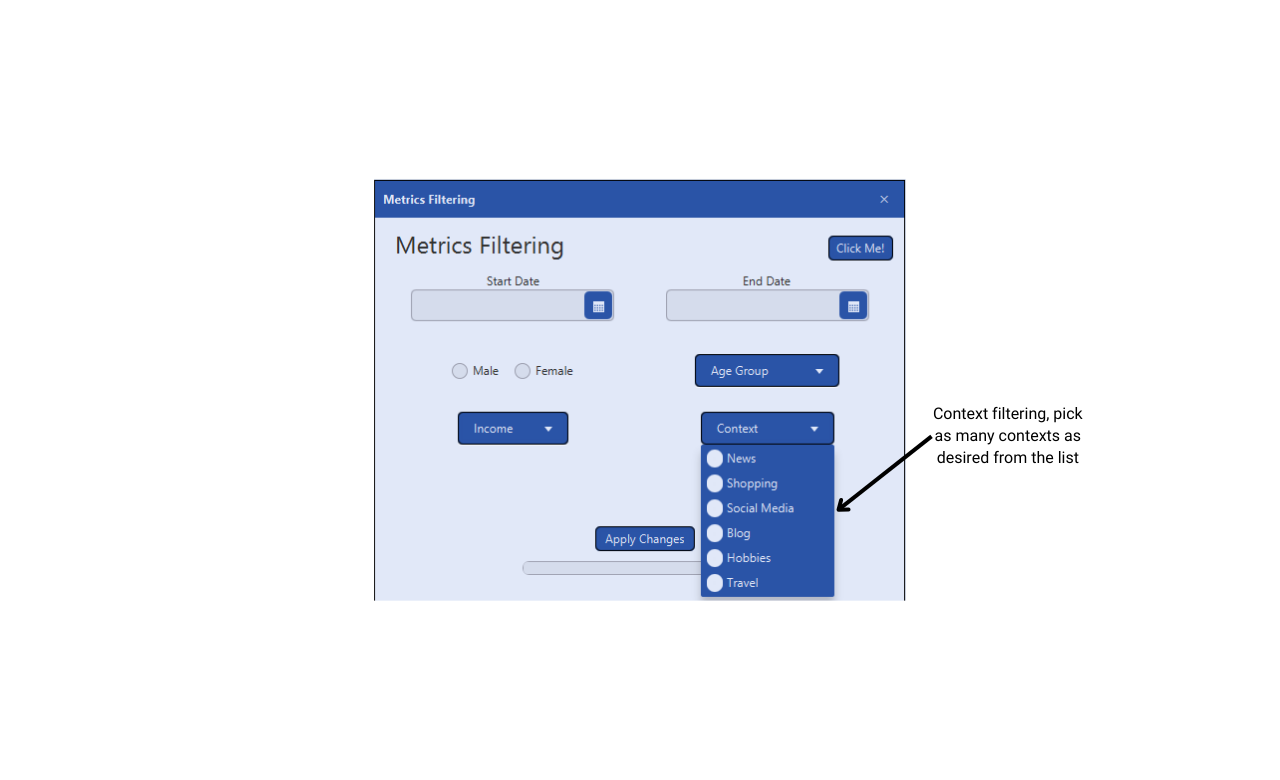 Metrics Filtering
Metrics Filtering
Click Me!
Start Date
End Date
Male
Female
Age Group
Income
Context
News
Shopping
Social Media
Blog
Hobbies
Travel
Apply Changes
Context filtering, pick
as many contexts as
desired from the list